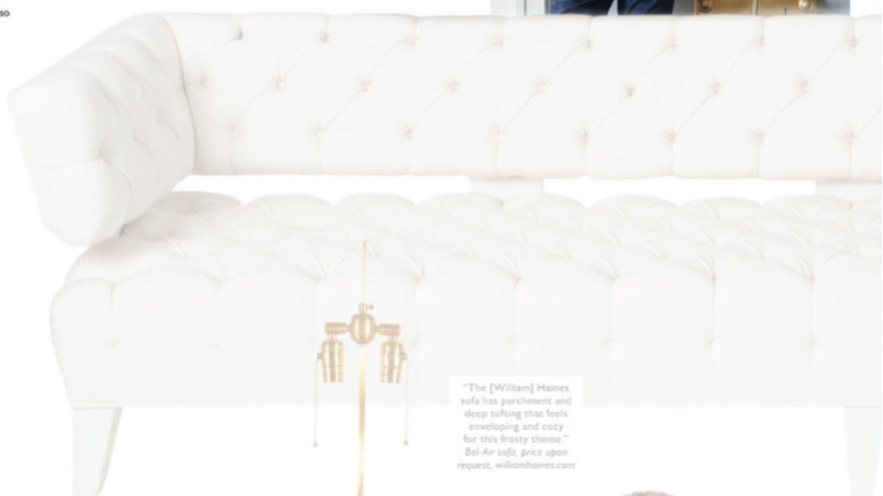 so
"The [William] Haines
sofa has parchment and
deep tufting that feels
enveloping and cozy
for this frosty theme."
Bel-Air sofa, price upon
request, williamhaines.com